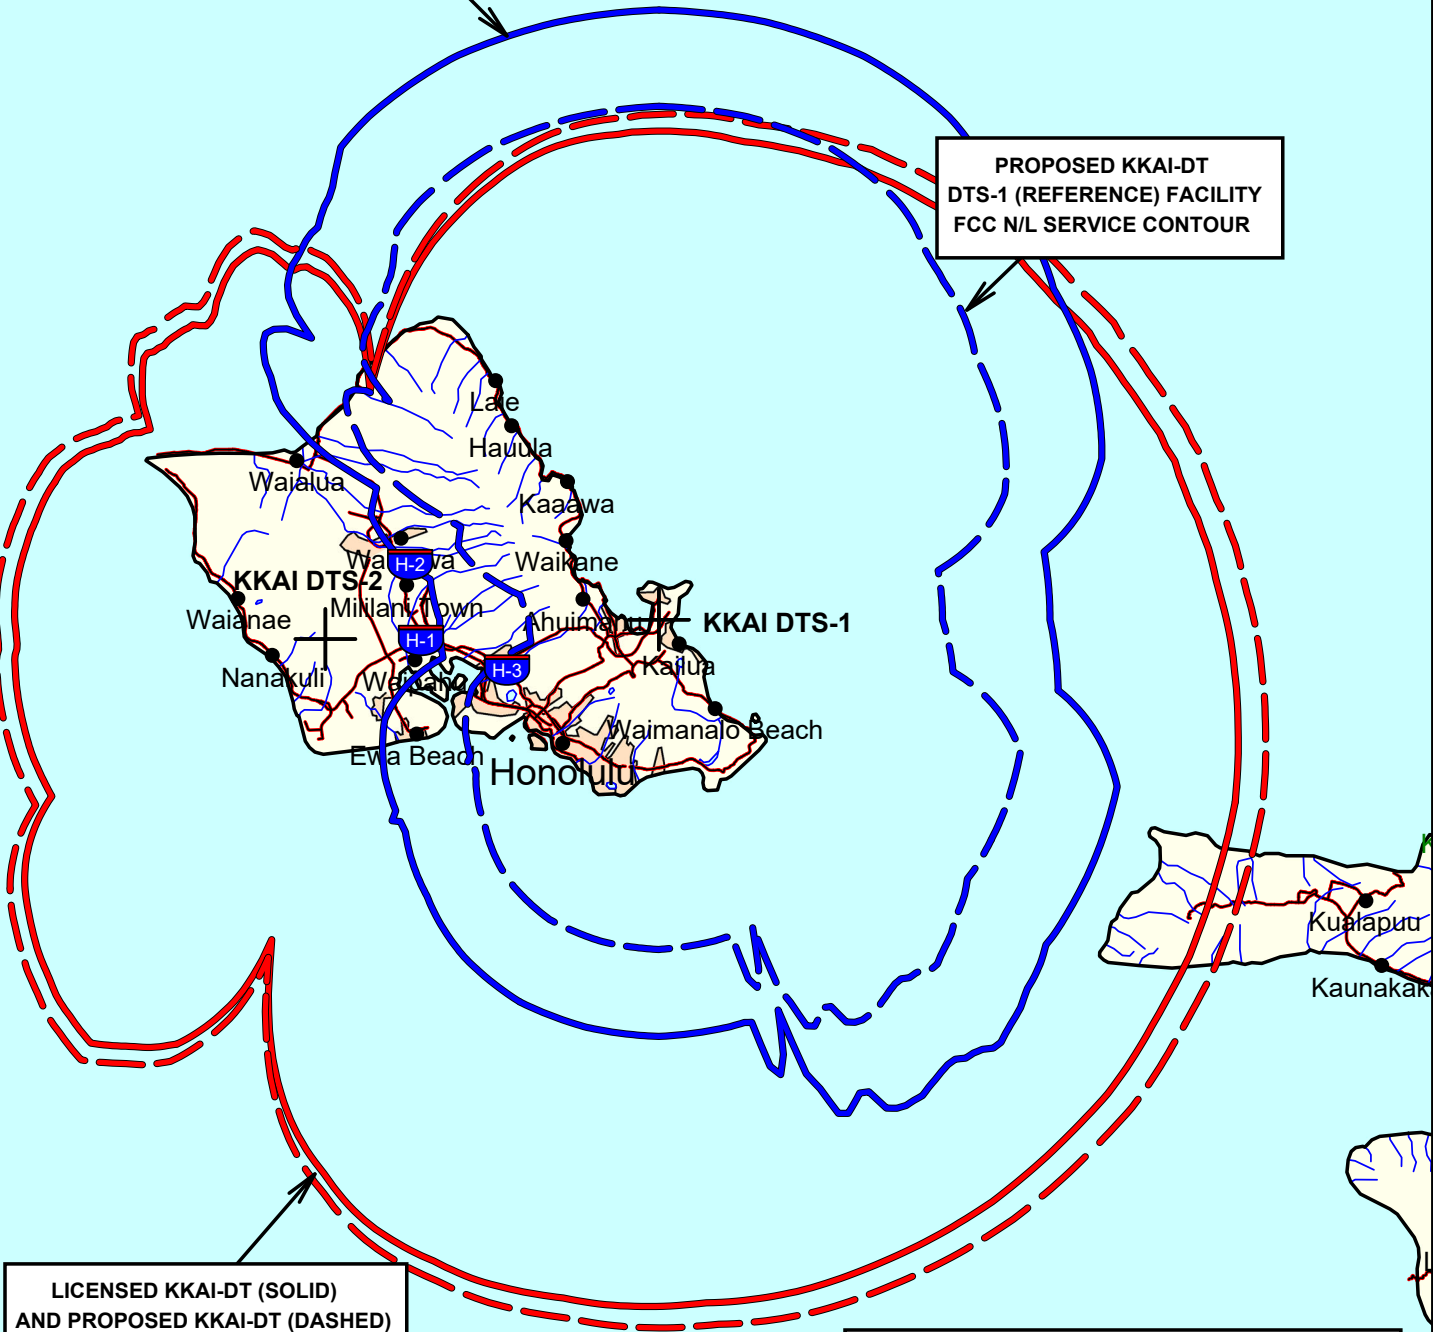 PROPOSED KKAI-DT
DTS-1 (REFERENCE) FACILITY
FCC N/L SERVICE CONTOUR
Laie
Hauula
Waialua
Kaaawa
Waikane
H-2
KKAI DTS-2
Mililani Town
Waianae
Ahuimanu
KKAI DTS-1
H-1
H-3
Kailua
Nanakuli
Waipahu
Waimanalo Beach
Ewa Beach
Honolulu
Kualapuu
LICENSED KKAI-DT (SOLID)
AND PROPOSED KKAI-DT (DASHED)